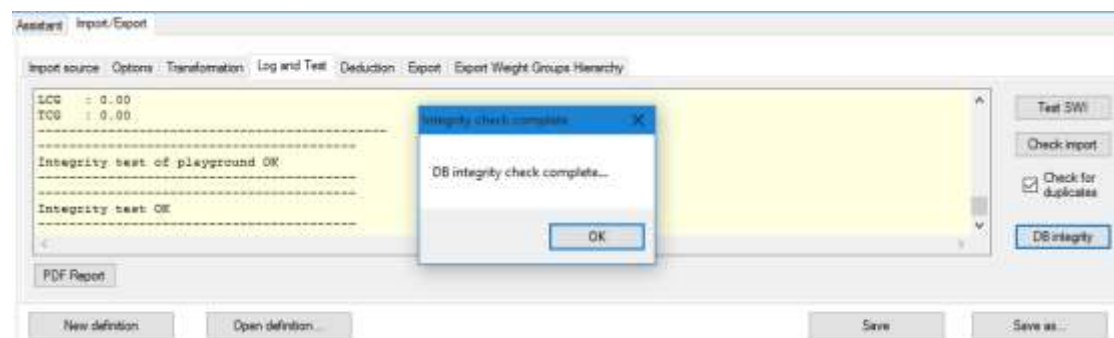 Assistant Import/Export
Import source Options Transformation Log and Test Deduction Export Export Weight Groups Hierarchy
LCG : 0.00
TCG : 0.00
----------------------------------------------------
------------------------------------------------
Integrity test of playground OK
------------------------------------------------
------------------------------------------------
Integrity test OK
------------------------------------------------
Integrity check complete
DB integrity check complete...
OK
Test SWI
Check import
Check for
duplicates
DB integrity
PDF Report
New definition
Open definition...
Save
Save as...